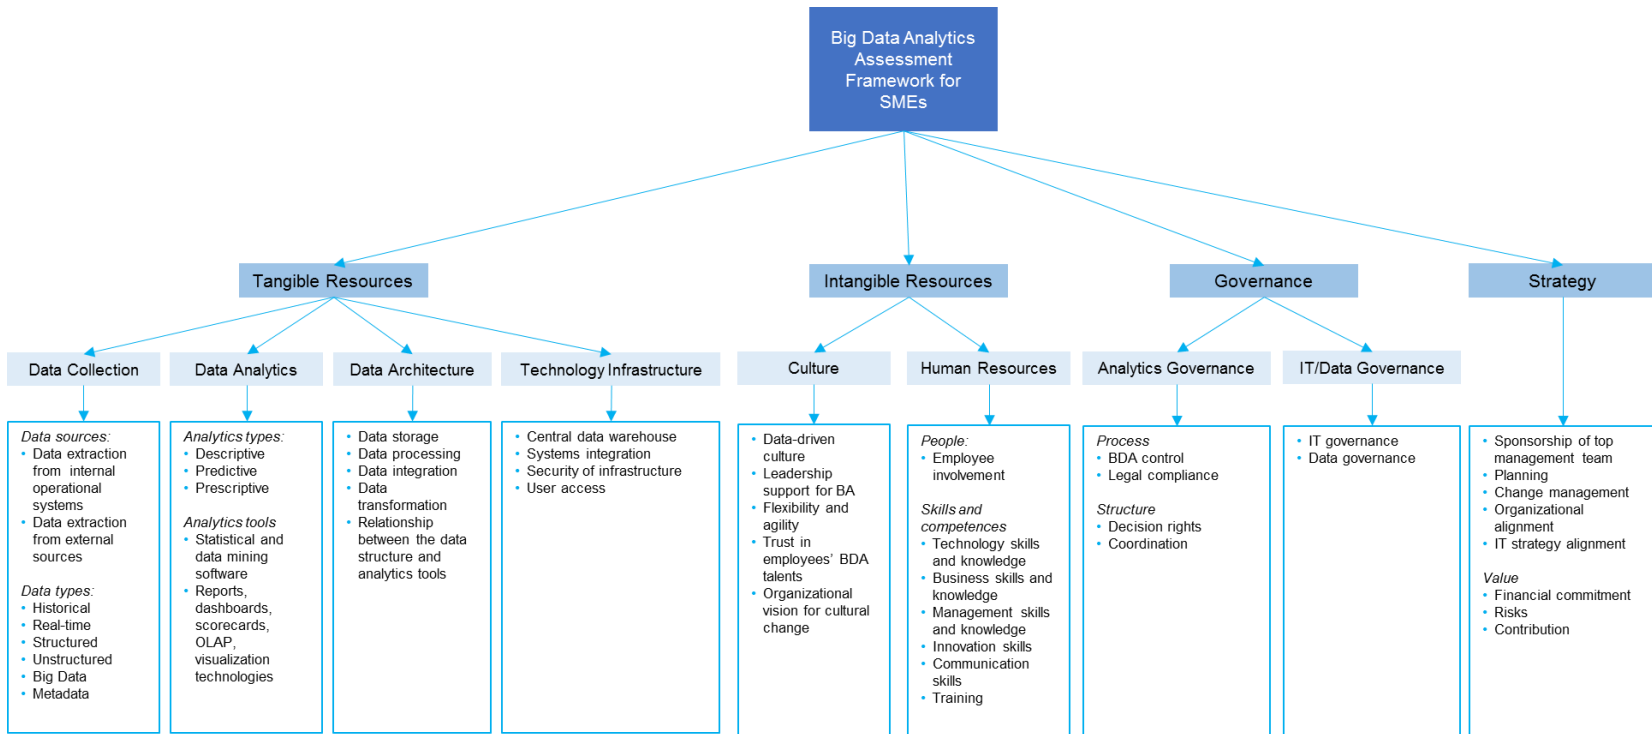 Big Data Analytics
Assessment
Framework for
SMEs
Tangible Resources
Intangible Resources
Governance
Strategy
Data Collection
Data Analytics
Data Architecture
Technology Infrastructure
Culture
Human Resources
Analytics Governance
IT/Data Governance
Data sources:
• Data extraction
from internal
operational
systems
• Data extraction
from external
sources
Data types:
• Historical
• Real-time
• Structured
• Unstructured
• Big Data
• Metadata
Analytics types:
• Descriptive
• Predictive
• Prescriptive
Analytics tools
• Statistical and
data mining
software
• Reports,
dashboards,
scorecards,
OLAP,
visualization
technologies
• Data storage
• Data processing
• Data integration
• Data
transformation
• Relationship
between the data
structure and
analytics tools
• Central data warehouse
• Systems integration
• Security of infrastructure
• User access
• Data-driven
culture
• Leadership
support for BA
• Flexibility and
agility
• Trust in
employees’ BDA
talents
• Organizational
vision for cultural
change
People:
• Employee
involvement
Skills and
competences
• Technology skills
and knowledge
• Business skills and
knowledge
• Management skills
and knowledge
• Innovation skills
• Communication
skills
• Training
Process
• BDA control
• Legal compliance
Structure
• Decision rights
• Coordination
• IT governance
• Data governance
• Sponsorship of top
management team
• Planning
• Change management
• Organizational
alignment
• IT strategy alignment
Value
• Financial commitment
• Risks
• Contribution